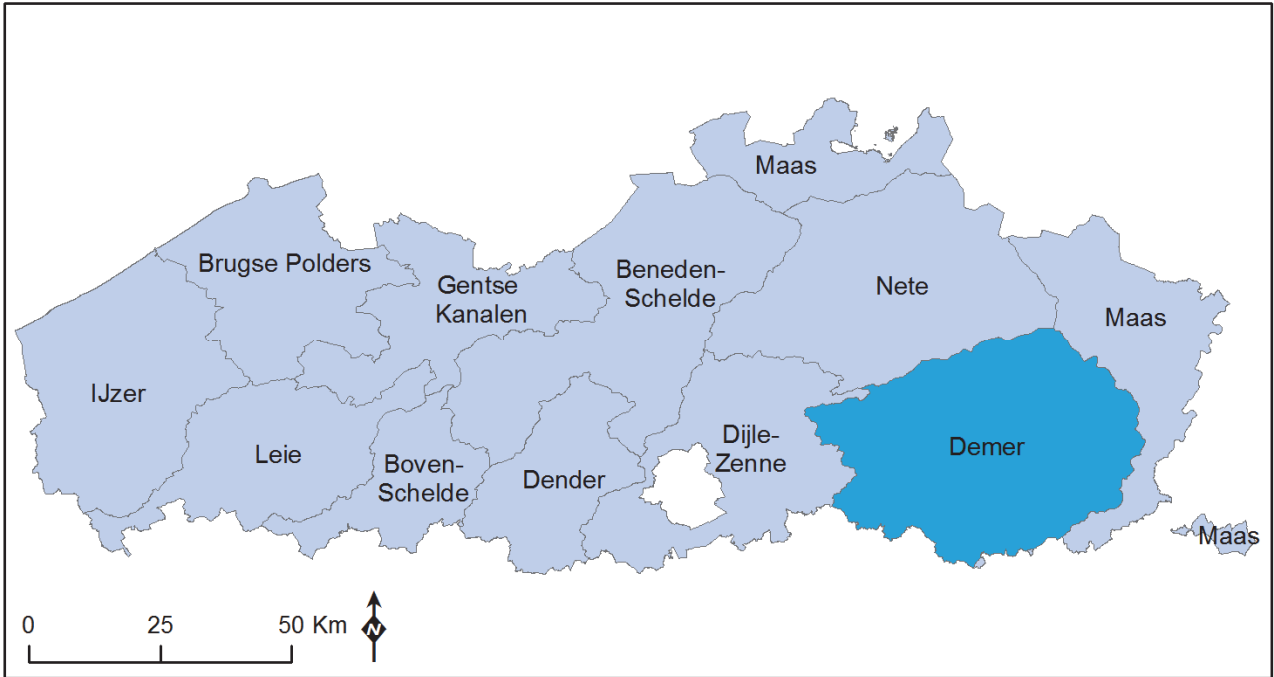 Maas
Brugse Polders
Gentse
Kanalen
Beneden-
Schelde
Nete
Maas
IJzer
Leie
Boven-
Schelde
Dender
Dijle-
Zenne
Demer
Maas
0 25 50 Km
N